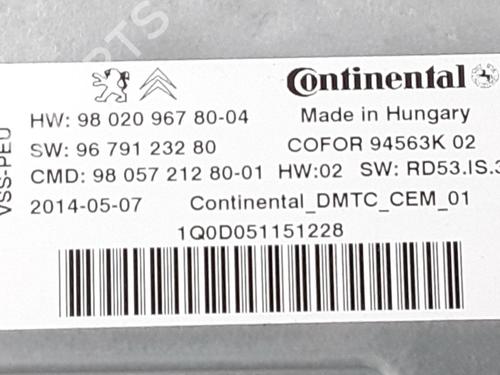 PARTS
Continental
HW: 98 020 967 80-04 Made in Hungary
SW: 96 791 232 80 COFOR 94563K 02
CMD: 98 057 212 80-01 HW:02 SW: RD53.IS.3
2014-05-07 Continental_DMTC_CEM_01
1Q0D051151228
VSS-PEU